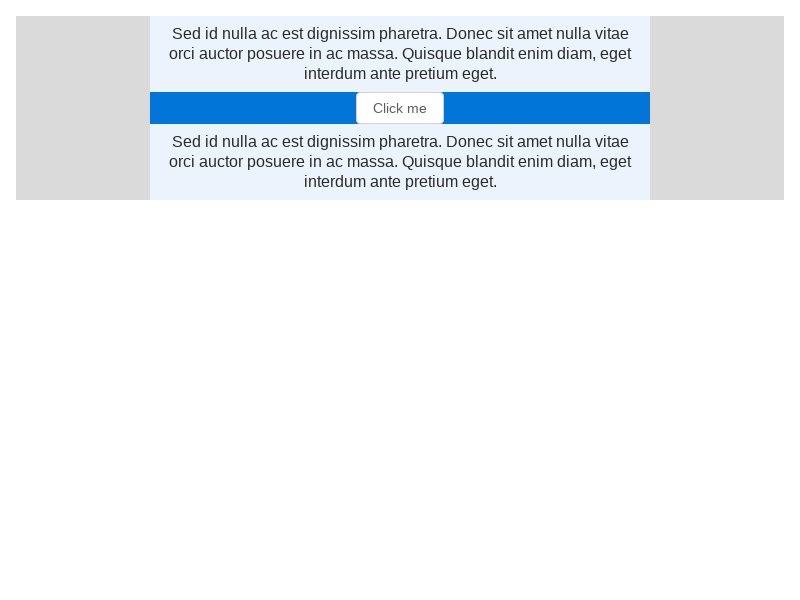 Sed id nulla ac est dignissim pharetra. Donec sit amet nulla vitae
orci auctor posuere in ac massa. Quisque blandit enim diam, eget
interdum ante pretium eget.
Click me
Sed id nulla ac est dignissim pharetra. Donec sit amet nulla vitae
orci auctor posuere in ac massa. Quisque blandit enim diam, eget
interdum ante pretium eget.